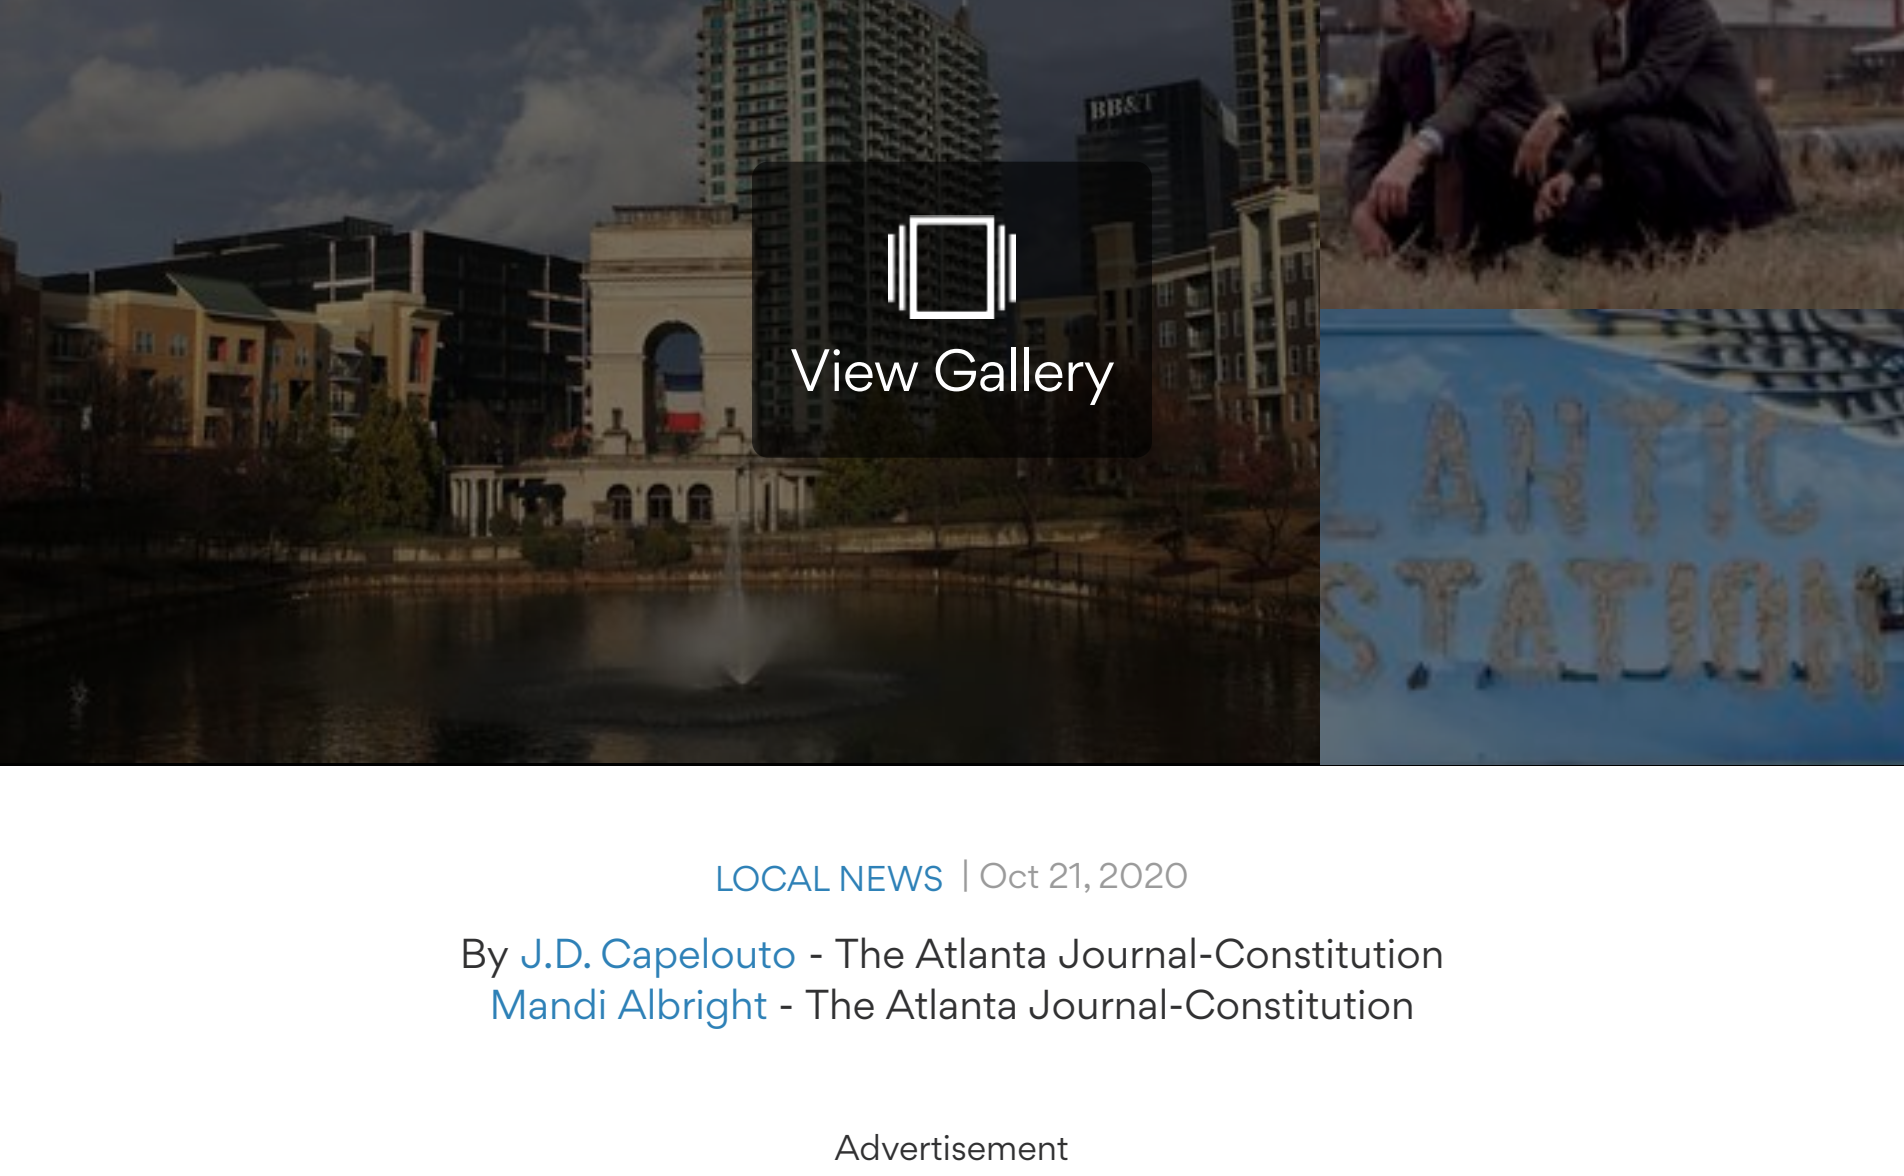 BB&T
View Gallery
LANTIC
STATION
LOCAL NEWS | Oct 21, 2020
By J.D. Capelouto - The Atlanta Journal-Constitution
Mandi Albright - The Atlanta Journal-Constitution
Advertisement